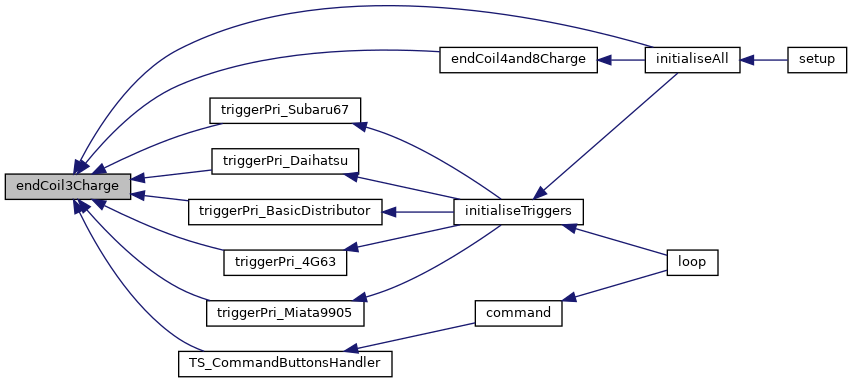 endCoil4and8Charge
initialiseAll
setup
triggerPri_Subaru67
triggerPri_Daihatsu
endCoil3Charge
triggerPri_BasicDistributor
initialiseTriggers
triggerPri_4G63
loop
triggerPri_Miata9905
command
TS_CommandButtonsHandler